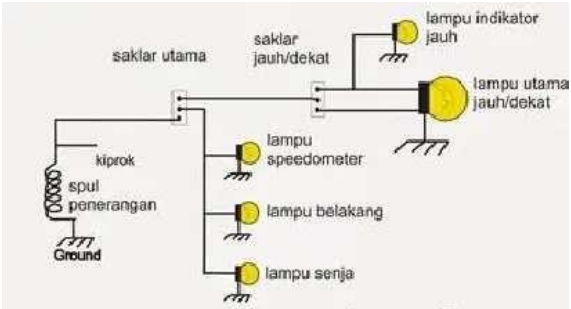 lampu indikator
jauh
saklar utama
saklar
jauh/dekat
lampu utama
jauh/dekat
lampu
speedometer
kiprok
spul
penerangan
lampu belakang
Ground
lampu senja